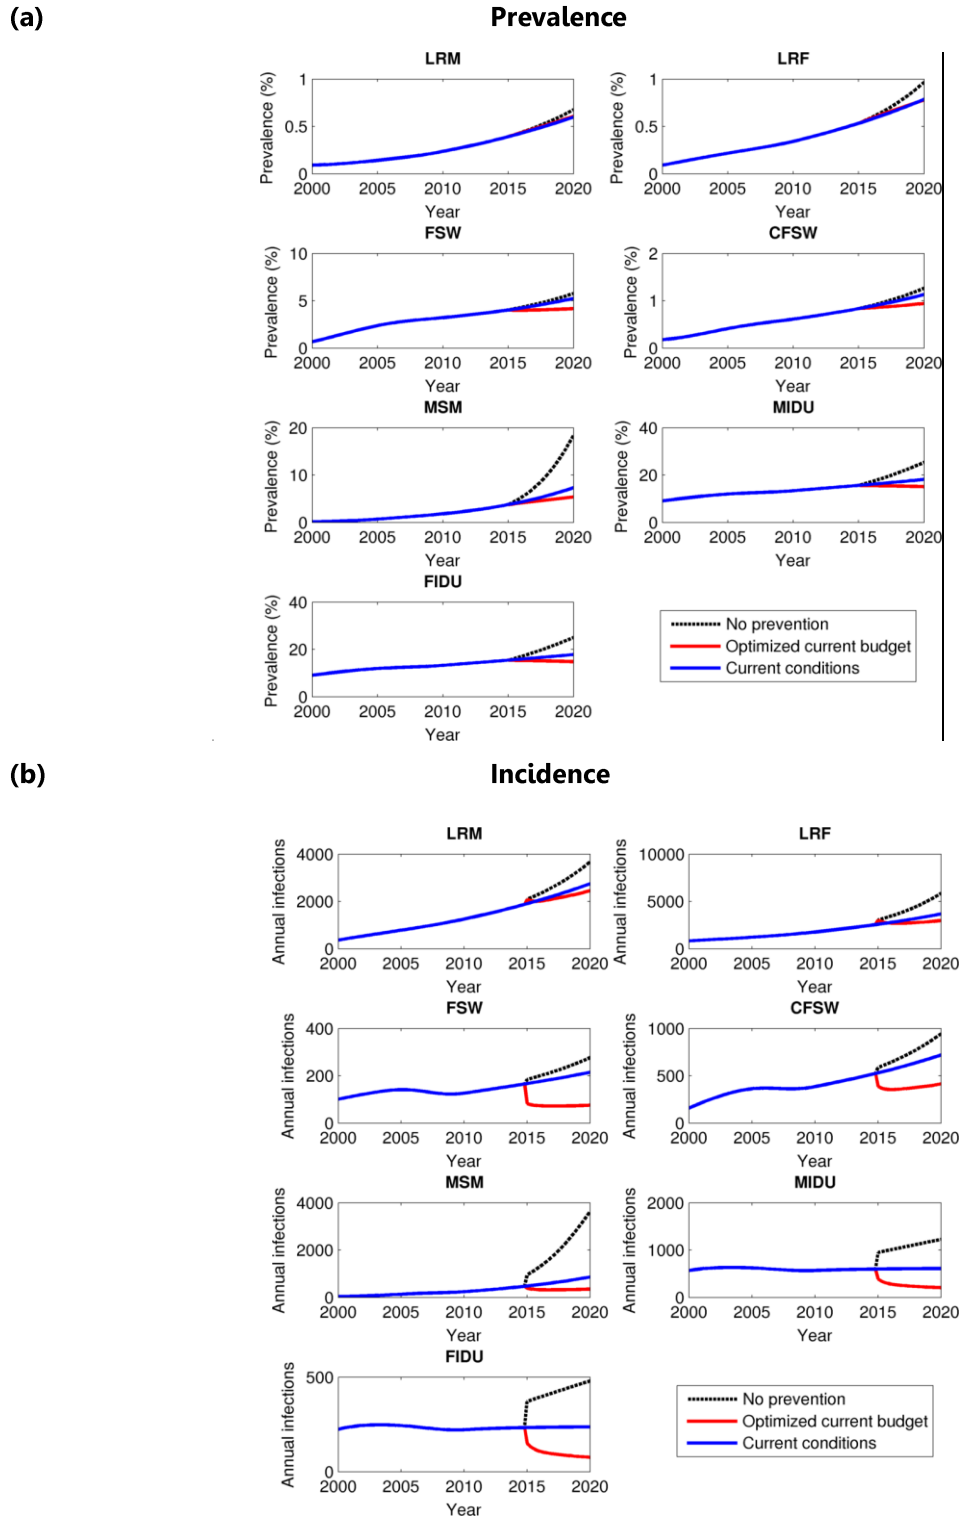 (a) Prevalence
LRM LRF
Prevalence (%) 1 0.5 0 Prevalence (%) 1 0.5 0
2000 2005 2010 2015 2020 2000 2005 2010 2015 2020
Year Year
FSW CFSW
Prevalence (%) 10 5 0 Prevalence (%) 2 1 0
2000 2005 2010 2015 2020 2000 2005 2010 2015 2020
Year Year
MSM MIDU
Prevalence (%) 20 10 0 Prevalence (%) 40 20 0
2000 2005 2010 2015 2020 2000 2005 2010 2015 2020
Year Year
FIDU
Prevalence (%) 40 20 0
2000 2005 2010 2015 2020
Year
No prevention
Optimized current budget
Current conditions
(b) Incidence
LRM LRF
Annual infections 4000 2000 0 Annual infections 10000 5000 0
2000 2005 2010 2015 2020 2000 2005 2010 2015 2020
Year Year
FSW CFSW
Annual infections 400 200 0 Annual infections 1000 500 0
2000 2005 2010 2015 2020 2000 2005 2010 2015 2020
Year Year
MSM MIDU
Annual infections 4000 2000 0 Annual infections 2000 1000 0
2000 2005 2010 2015 2020 2000 2005 2010 2015 2020
Year Year
FIDU
Annual infections 500 0
2000 2005 2010 2015 2020
Year
No prevention
Optimized current budget
Current conditions